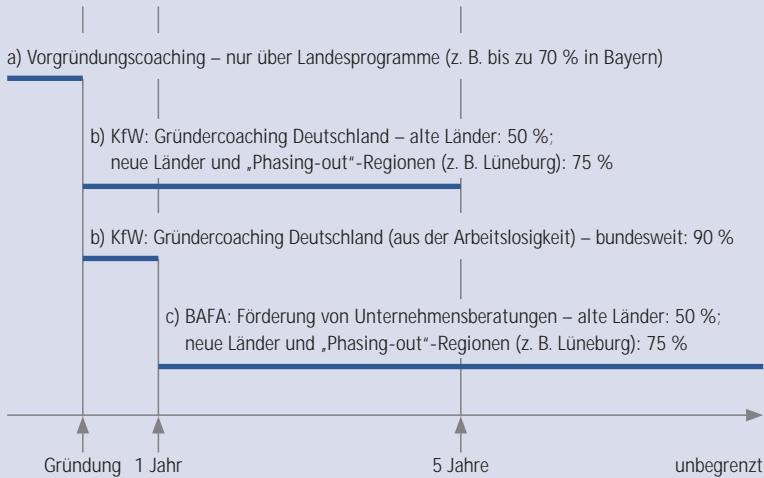 a) Vorgründungscoaching – nur über Landesprogramme (z. B. bis zu 70 % in Bayern)
b) KfW: Gründercoaching Deutschland – alte Länder: 50 %;
neue Länder und „Phasing-out“-Regionen (z. B. Lüneburg): 75 %
b) KfW: Gründercoaching Deutschland (aus der Arbeitslosigkeit) – bundesweit: 90 %
c) BAFA: Förderung von Unternehmensberatungen – alte Länder: 50 %;
neue Länder und „Phasing-out“-Regionen (z. B. Lüneburg): 75 %
Gründung 1 Jahr 5 Jahre unbegrenzt